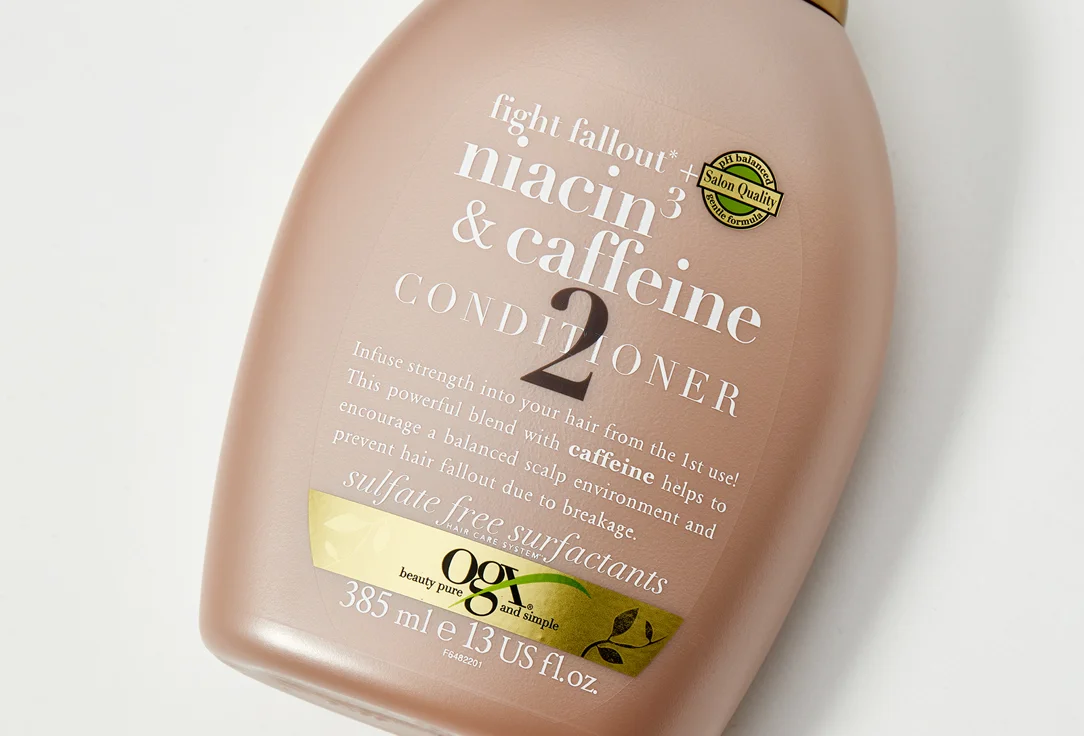 fight fallout* +
niacin3
& caffeine
CONDITIONER
2
pH balanced
Salon Quality
gentle formula
Infuse strength into your hair from the 1st use!
This powerful blend with caffeine helps to
encourage a balanced scalp environment and
prevent hair fallout due to breakage.
sulfate free surfactants
HAIR CARE SYSTEM™
ogx®
beauty pure and simple
385 ml e 13 US fl.oz.
F6482201